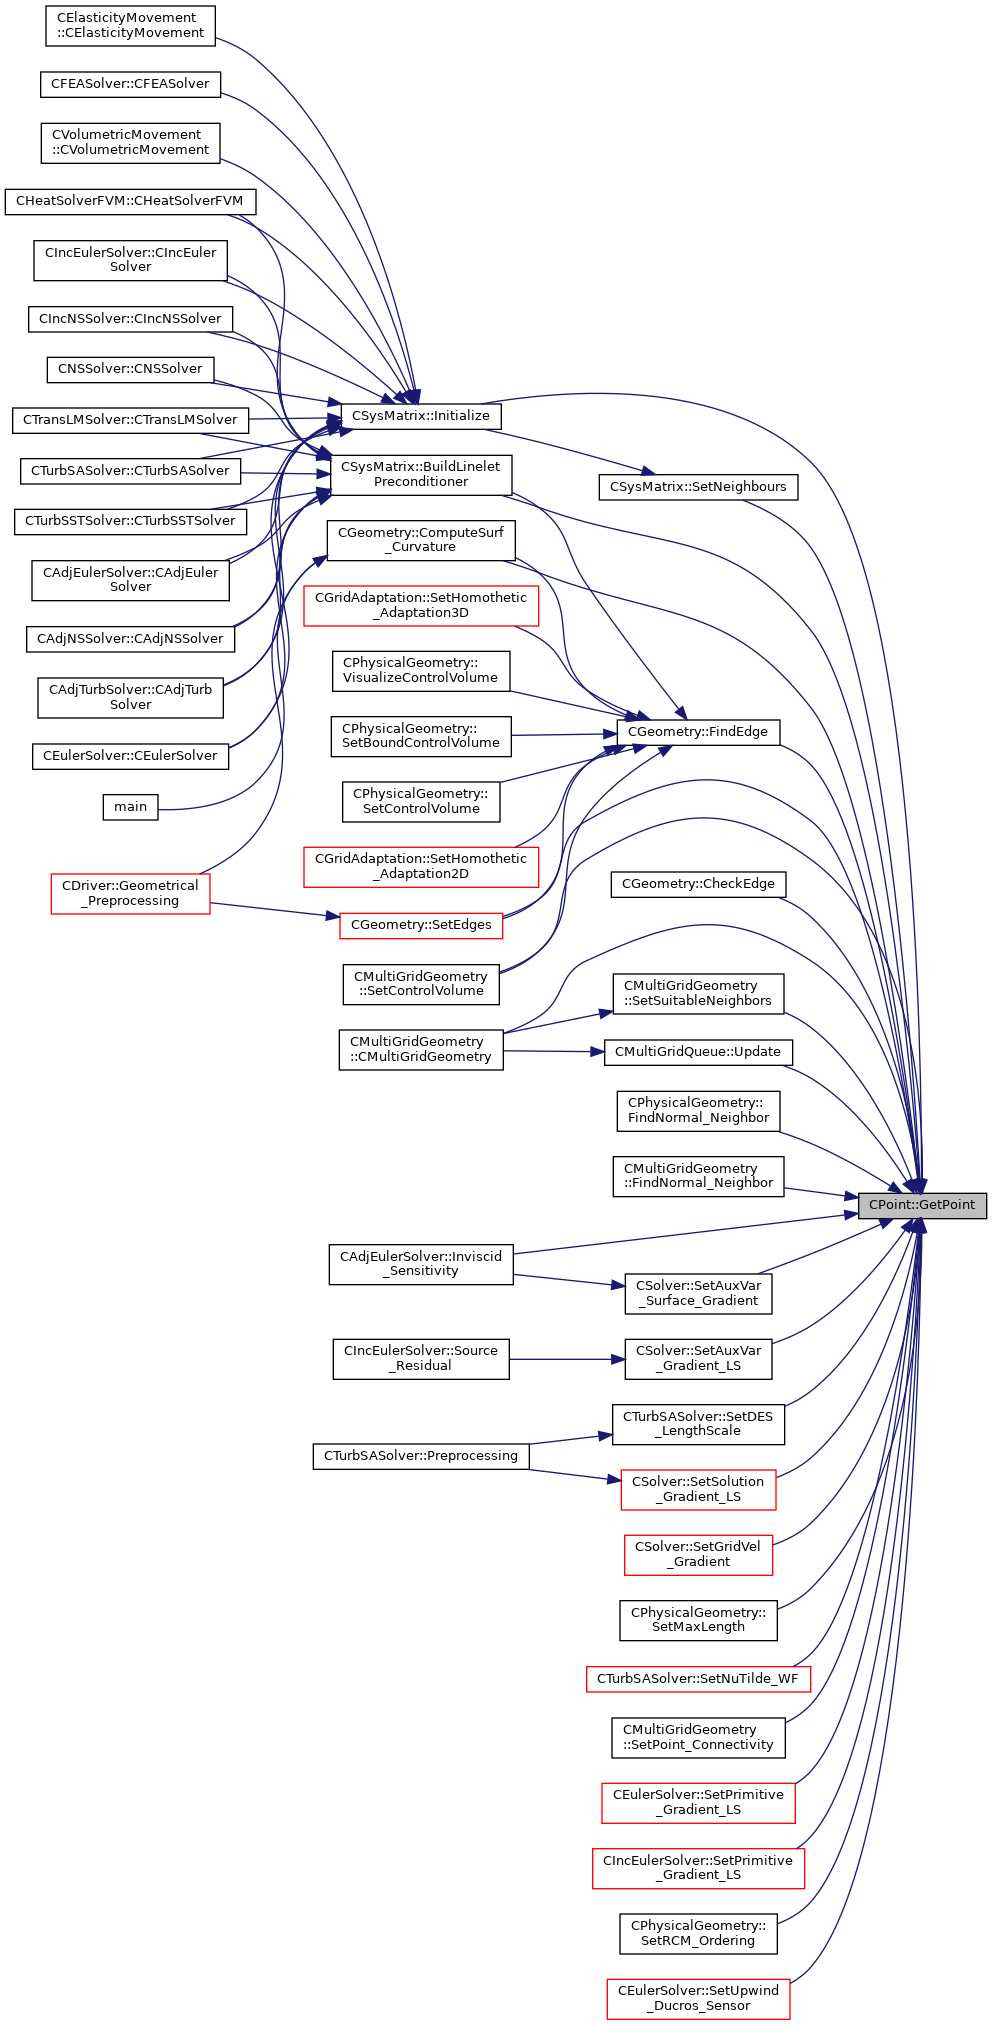 CElasticityMovement
::CElasticityMovement
CFEASolver::CFEASolver
CVolumetricMovement
::CVolumetricMovement
CHeatSolverFVM::CHeatSolverFVM
CIncEulerSolver::CIncEuler
Solver
CIncNSSolver::CIncNSSolver
CNSSolver::CNSSolver
CTransLMSolver::CTransLMSolver
CTurbSASolver::CTurbSASolver
CTurbSSTSolver::CTurbSSTSolver
CAdjEulerSolver::CAdjEuler
Solver
CAdjNSSolver::CAdjNSSolver
CAdjTurbSolver::CAdjTurb
Solver
CEulerSolver::CEulerSolver
main
CDriver::Geometrical
_Preprocessing
CSysMatrix::Initialize
CSysMatrix::BuildLinelet
Preconditioner
CGeometry::ComputeSurf
_Curvature
CGridAdaptation::SetHomothetic
_Adaptation3D
CPhysicalGeometry::
VisualizeControlVolume
CPhysicalGeometry::
SetBoundControlVolume
CPhysicalGeometry::
SetControlVolume
CGridAdaptation::SetHomothetic
_Adaptation2D
CGeometry::SetEdges
CMultiGridGeometry
::SetControlVolume
CMultiGridGeometry
::CMultiGridGeometry
CAdjEulerSolver::Inviscid
_Sensitivity
CIncEulerSolver::Source
_Residual
CTurbSASolver::Preprocessing
CSysMatrix::SetNeighbours
CGeometry::FindEdge
CGeometry::CheckEdge
CMultiGridGeometry
::SetSuitableNeighbors
CMultiGridQueue::Update
CPhysicalGeometry::
FindNormal_Neighbor
CMultiGridGeometry
::FindNormal_Neighbor
CSolver::SetAuxVar
_Surface_Gradient
CSolver::SetAuxVar
_Gradient_LS
CTurbSASolver::SetDES
_LengthScale
CSolver::SetSolution
_Gradient_LS
CSolver::SetGridVel
_Gradient
CPhysicalGeometry::
SetMaxLength
CTurbSASolver::SetNuTilde_WF
CMultiGridGeometry
::SetPoint_Connectivity
CEulerSolver::SetPrimitive
_Gradient_LS
CIncEulerSolver::SetPrimitive
_Gradient_LS
CPhysicalGeometry::
SetRCM_Ordering
CEulerSolver::SetUpwind
_Ducros_Sensor
CPoint::GetPoint